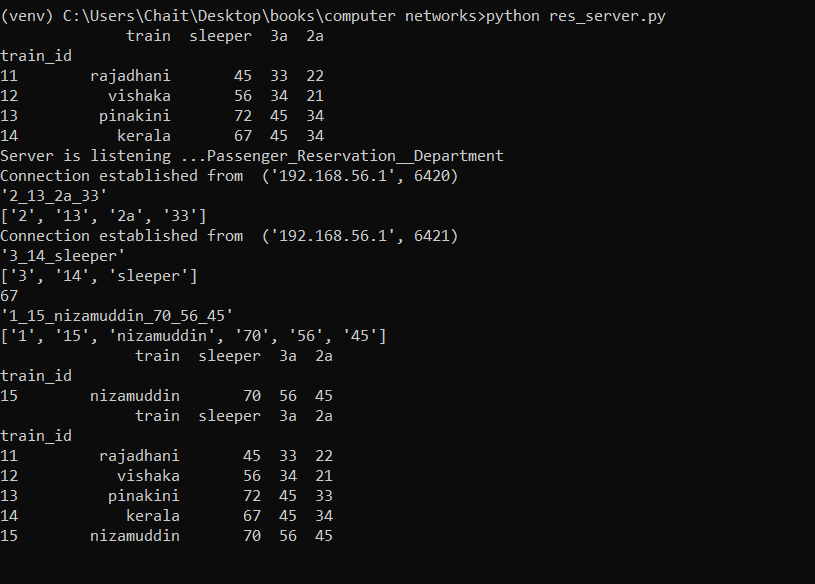 (venv) C:\Users\Chait\Desktop\books\computer networks>python res_server.py
              train  sleeper  3a  2a
train_id
11        rajadhani       45  33  22
12          vishaka       56  34  21
13         pinakini       72  45  34
14           kerala       67  45  34
Server is listening ...Passenger_Reservation__Department
Connection established from  ('192.168.56.1', 6420)
'2_13_2a_33'
['2', '13', '2a', '33']
Connection established from  ('192.168.56.1', 6421)
'3_14_sleeper'
['3', '14', 'sleeper']
67
'1_15_nizamuddin_70_56_45'
['1', '15', 'nizamuddin', '70', '56', '45']
               train  sleeper  3a  2a
train_id
15        nizamuddin       70  56  45
               train  sleeper  3a  2a
train_id
11         rajadhani       45  33  22
12           vishaka       56  34  21
13          pinakini       72  45  33
14            kerala       67  45  34
15        nizamuddin       70  56  45